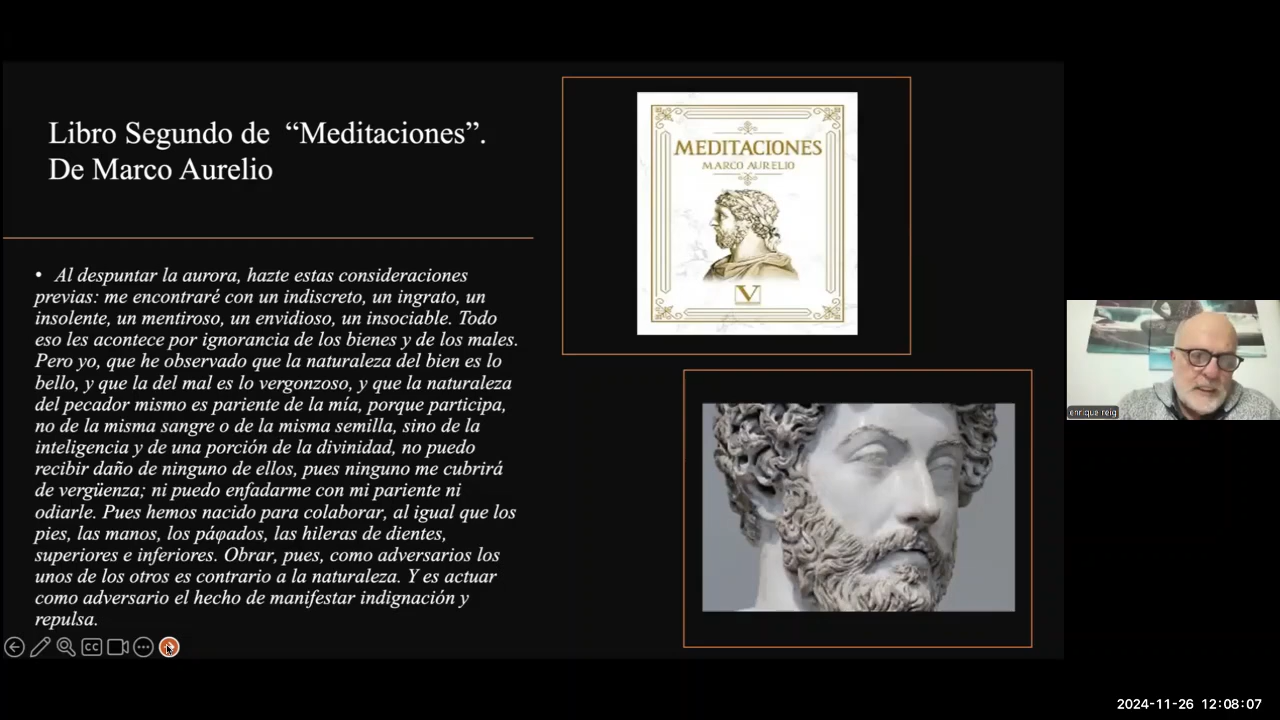 Libro Segundo de “Meditaciones”.
De Marco Aurelio
• Al despuntar la aurora, hazte estas consideraciones
previas: me encontraré con un indiscreto, un ingrato, un
insolente, un mentiroso, un envidioso, un insociable. Todo
eso les acontece por ignorancia de los bienes y de los males.
Pero yo, que he observado que la naturaleza del bien es lo
bello, y que la del mal es lo vergonzoso, y que la naturaleza
del pecador mismo es pariente de la mía, porque participa,
no de la misma sangre o de la misma semilla, sino de la
inteligencia y de una porción de la divinidad, no puedo
recibir daño de ninguno de ellos, pues ninguno me cubrirá
de vergüenza; ni puedo enfadarme con mi pariente ni
odiarle. Pues hemos nacido para colaborar, al igual que los
pies, las manos, los páφados, las hileras de dientes,
superiores e inferiores. Obrar, pues, como adversarios los
unos de los otros es contrario a la naturaleza. Y es actuar
como adversario el hecho de manifestar indignación y
repulsa.
MEDITACIONES
MARCO AURELIO
V
CC
enrique reig
2024-11-26 12:08:07